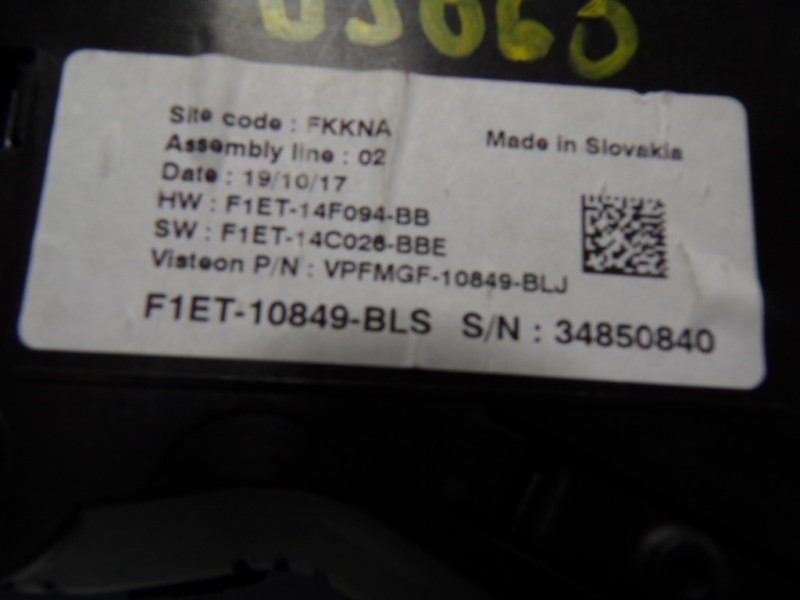 Site code : FKKNA
Made in Slovakia
Assembly line : 02
Date : 19/10/17
HW : F1ET-14F094-BB
SW : F1ET-14C026-BBE
Visteon P/N : VPFMGF-10849-BLJ
F1ET-10849-BLS S/N : 34850840